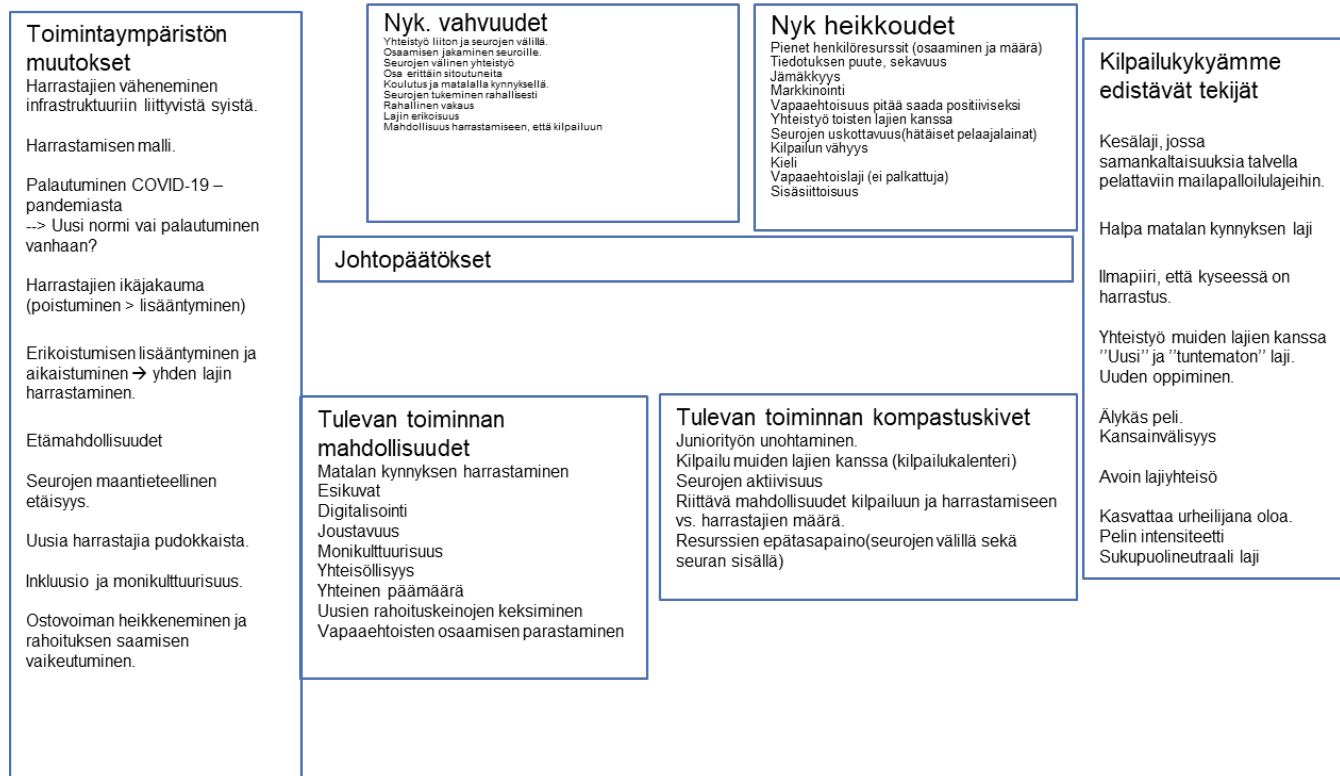 Toimintaympäristön
muutokset
Harrastajien väheneminen
infrastruktuuriin liittyvistä syistä.
Harrastamisen malli.
Palautuminen COVID-19 –
pandemiasta
--> Uusi normi vai palautuminen
vanhaan?
Harrastajien ikäjakauma
(poistuminen > lisääntyminen)
Erikoistumisen lisääntyminen ja
aikaistuminen → yhden lajin
harrastaminen.
Etämahdollisuudet
Seurojen maantieteellinen
etäisyys.
Uusia harrastajia pudokkaista.
Inkluusio ja monikulttuurisuus.
Ostovoiman heikkeneminen ja
rahoituksen saamisen
vaikeutuminen.
Nyk. vahvuudet
Yhteistyö liiton ja seurojen välillä.
Osaamisen jakaminen seuroille.
Seurojen välinen yhteistyö
Osa erittäin sitoutuneita
Koulutus ja matalalla kynnyksellä.
Seurojen tukeminen rahallisesti
Rahallinen vakaus
Lajin erikoisuus
Mahdollisuus harrastamiseen, että kilpailuun
Nyk heikkoudet
Pienet henkilöresurssit (osaaminen ja määrä)
Tiedotuksen puute, sekavuus
Jämäkkyys
Markkinointi
Vapaaehtoisuus pitää saada positiiviseksi
Yhteistyö toisten lajien kanssa
Seurojen uskottavuus(hätäiset pelaajalainat)
Kilpailun vähyys
Kieli
Vapaaehtoislaji (ei palkattuja)
Sisäsiittoisuus
Johtopäätökset
Tulevan toiminnan
mahdollisuudet
Matalan kynnyksen harrastaminen
Esikuvat
Digitalisointi
Joustavuus
Monikulttuurisuus
Yhteisöllisyys
Yhteinen päämäärä
Uusien rahoituskeinojen keksiminen
Vapaaehtoisten osaamisen parastaminen
Tulevan toiminnan kompastuskivet
Juniorityön unohtaminen.
Kilpailu muiden lajien kanssa (kilpailukalenteri)
Seurojen aktiivisuus
Riittävä mahdollisuudet kilpailuun ja harrastamiseen
vs. harrastajien määrä.
Resurssien epätasapaino(seurojen välillä sekä
seuran sisällä)
Kilpailukykyämme
edistävät tekijät
Kesälaji, jossa
samankaltaisuuksia talvella
pelattaviin mailapalloilulajeihin.
Halpa matalan kynnyksen laji
Ilmapiiri, että kyseessä on
harrastus.
Yhteistyö muiden lajien kanssa
”Uusi” ja ”tuntematon” laji.
Uuden oppiminen.
Älykäs peli.
Kansainvälisyys
Avoin lajiyhteisö
Kasvattaa urheilijana oloa.
Pelin intensiteetti
Sukupuolineutraali laji